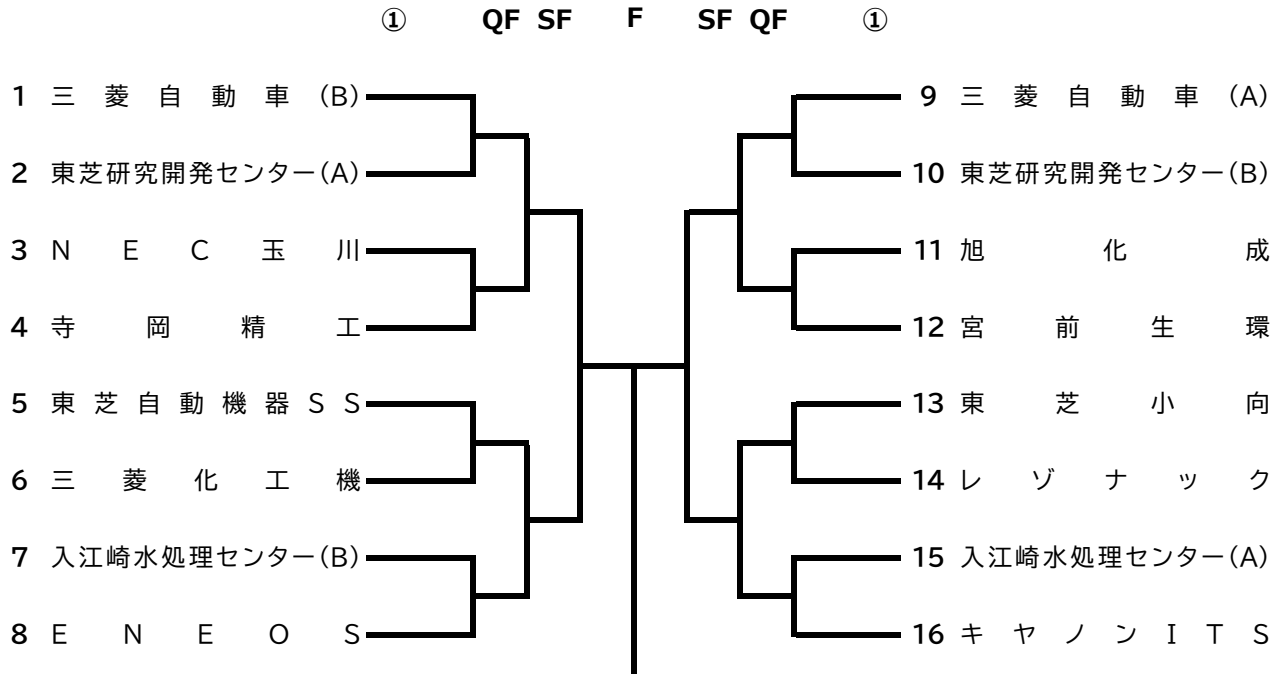 ① QF SF F SF QF ①
1 三菱自動車(B) 9 三菱自動車(A)
2 東芝研究開発センター(A) 10 東芝研究開発センター(B)
3 NEC玉川 11 旭化成
4 寺岡精工 12 宮前生環
5 東芝自動機器SS 13 東芝小向
6 三菱化工機 14 レゾナック
7 入江崎水処理センター(B) 15 入江崎水処理センター(A)
8 ENEOS 16 キヤノンITS